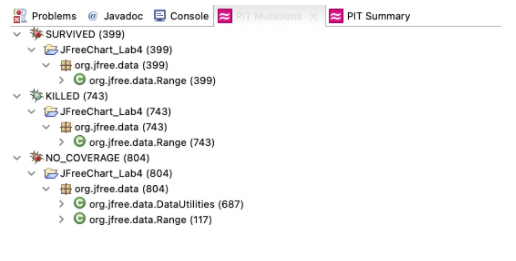 Problems @ Javadoc Console PIT Mutations PIT Summary
SURVIVED (399)
JFreeChart_Lab4 (399)
org.jfree.data (399)
org.jfree.data.Range (399)
KILLED (743)
JFreeChart_Lab4 (743)
org.jfree.data (743)
org.jfree.data.Range (743)
NO_COVERAGE (804)
JFreeChart_Lab4 (804)
org.jfree.data (804)
org.jfree.data.DataUtilities (687)
org.jfree.data.Range (117)